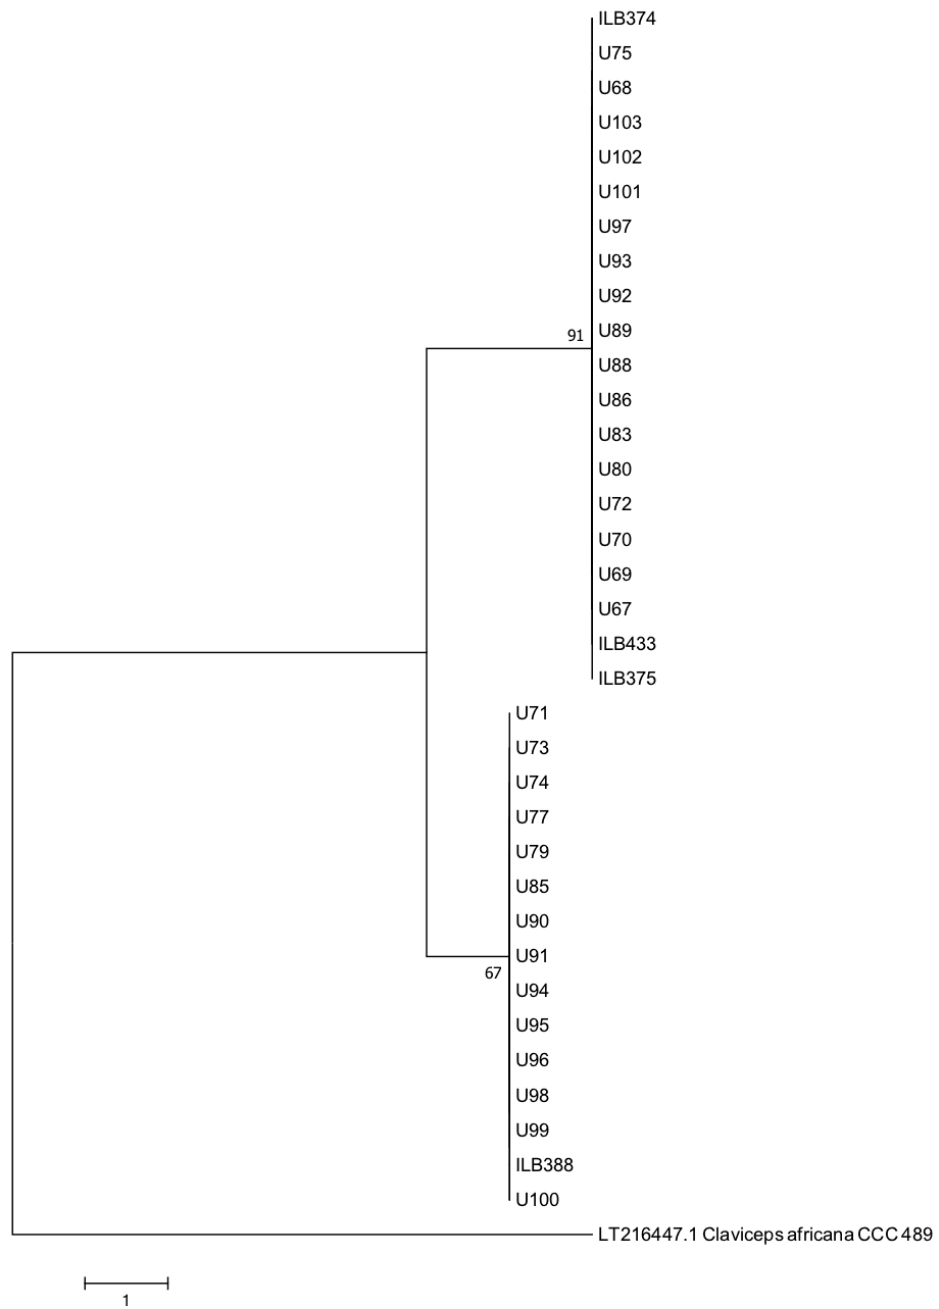 ILB374
U75
U68
U103
U102
U101
U97
U93
U92
91
U89
U88
U86
U83
U80
U72
U70
U69
U67
ILB433
ILB375
U71
U73
U74
U77
U79
U85
U90
U91
67
U94
U95
U96
U98
U99
ILB388
U100
LT216447.1 Claviceps africana CCC 489
1